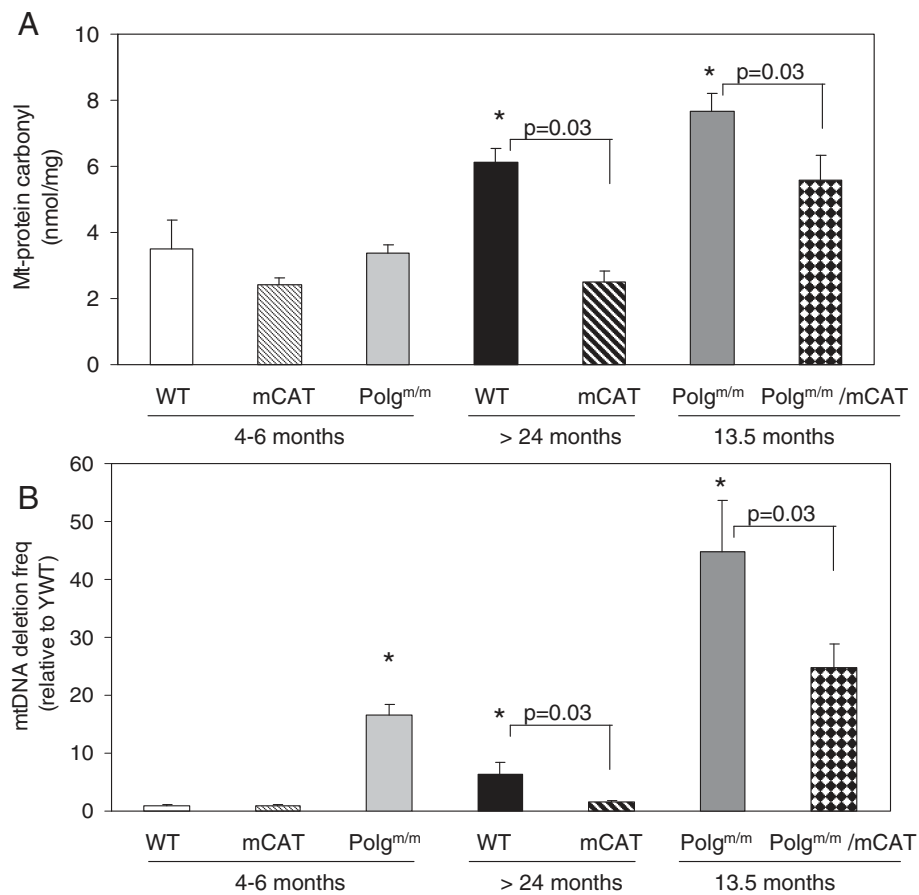 A
Mt-protein carbonyl
(nmol/mg)
10
8
6
4
2
0
*
p=0.03
*
p=0.03
WT mCAT Polgm/m WT mCAT Polgm/m Polgm/m /mCAT
4-6 months > 24 months 13.5 months
B
mtDNA deletion freq
(relative to YWT)
60
50
40
30
20
10
0
*
*
p=0.03
*
p=0.03
WT mCAT Polgm/m WT mCAT Polgm/m Polgm/m /mCAT
4-6 months > 24 months 13.5 months